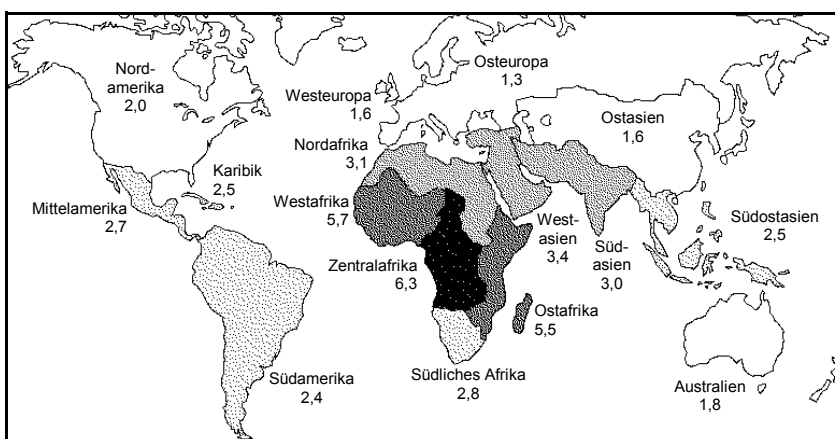 Nord-
amerika
2,0
Osteuropa
1,3
Westeuropa
1,6
Ostasien
1,6
Nordafrika
3,1
Karibik
2,5
Mittelamerika
2,7
Westafrika
5,7
West-
asien
3,4
Süd-
asien
3,0
Südostasien
2,5
Zentralafrika
6,3
Ostafrika
5,5
Südamerika
2,4
Südliches Afrika
2,8
Australien
1,8